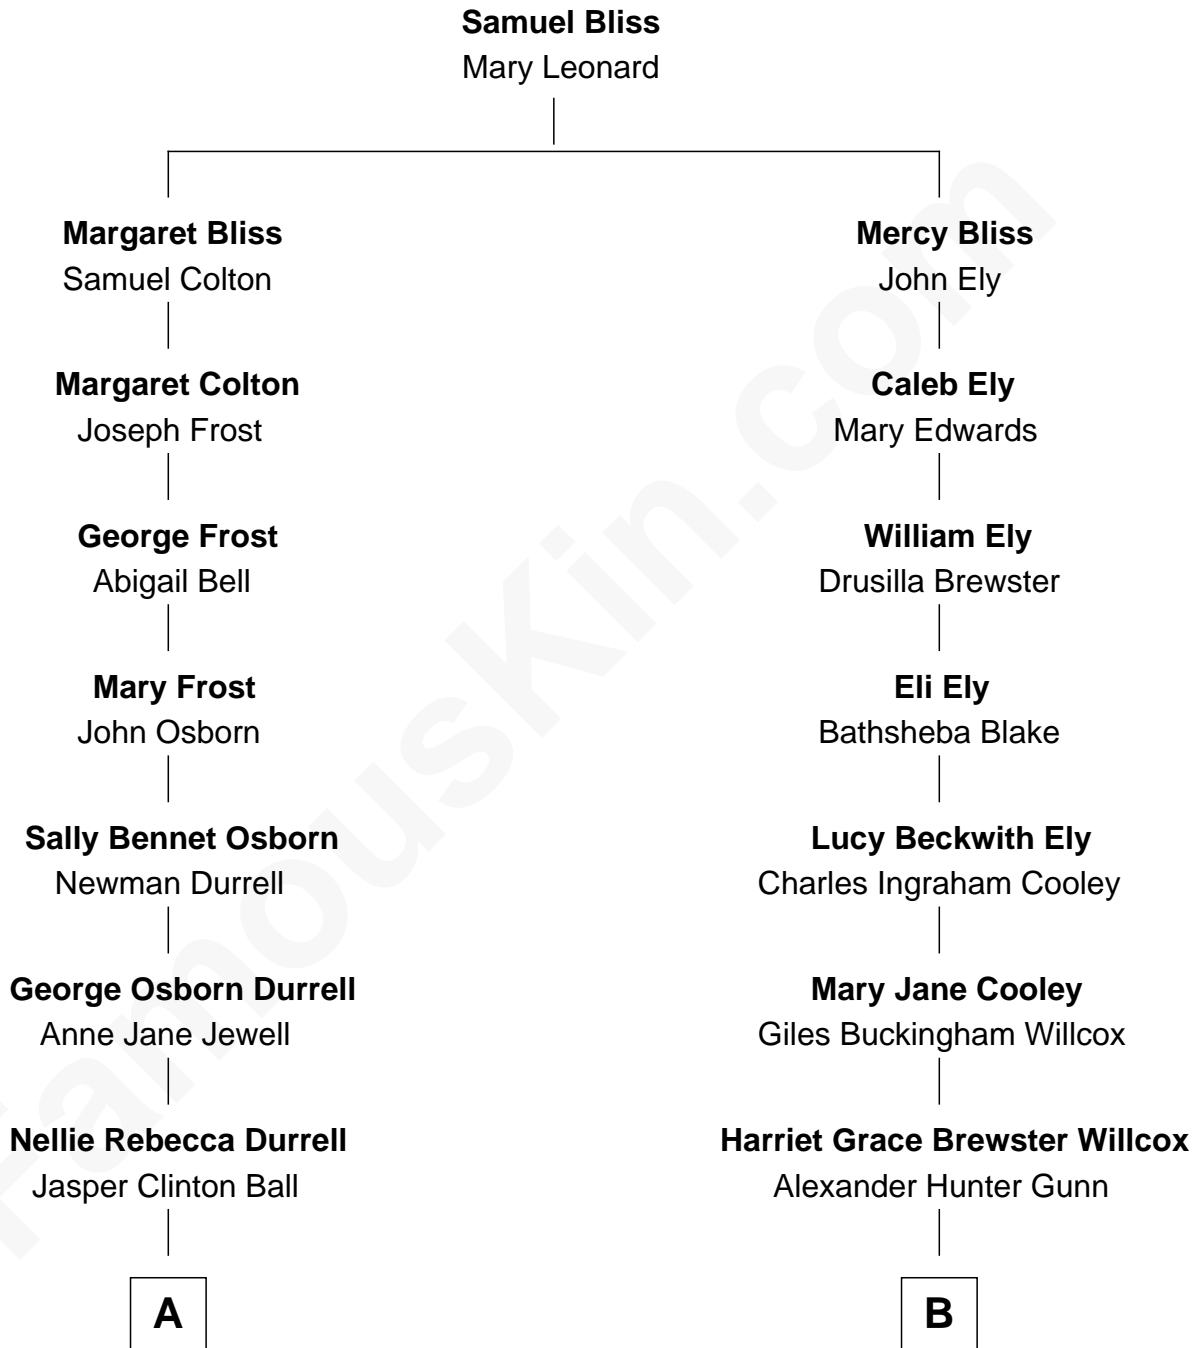 Samuel Bliss
Mary Leonard
Margaret Bliss
Samuel Colton
Mercy Bliss
John Ely
Margaret Colton
Joseph Frost
Caleb Ely
Mary Edwards
George Frost
Abigail Bell
William Ely
Drusilla Brewster
Mary Frost
John Osborn
Eli Ely
Bathsheba Blake
Sally Bennet Osborn
Newman Durrell
Lucy Beckwith Ely
Charles Ingraham Cooley
George Osborn Durrell
Anne Jane Jewell
Mary Jane Cooley
Giles Buckingham Willcox
Nellie Rebecca Durrell
Jasper Clinton Ball
Harriet Grace Brewster Willcox
Alexander Hunter Gunn
A
B
FamousKin.com